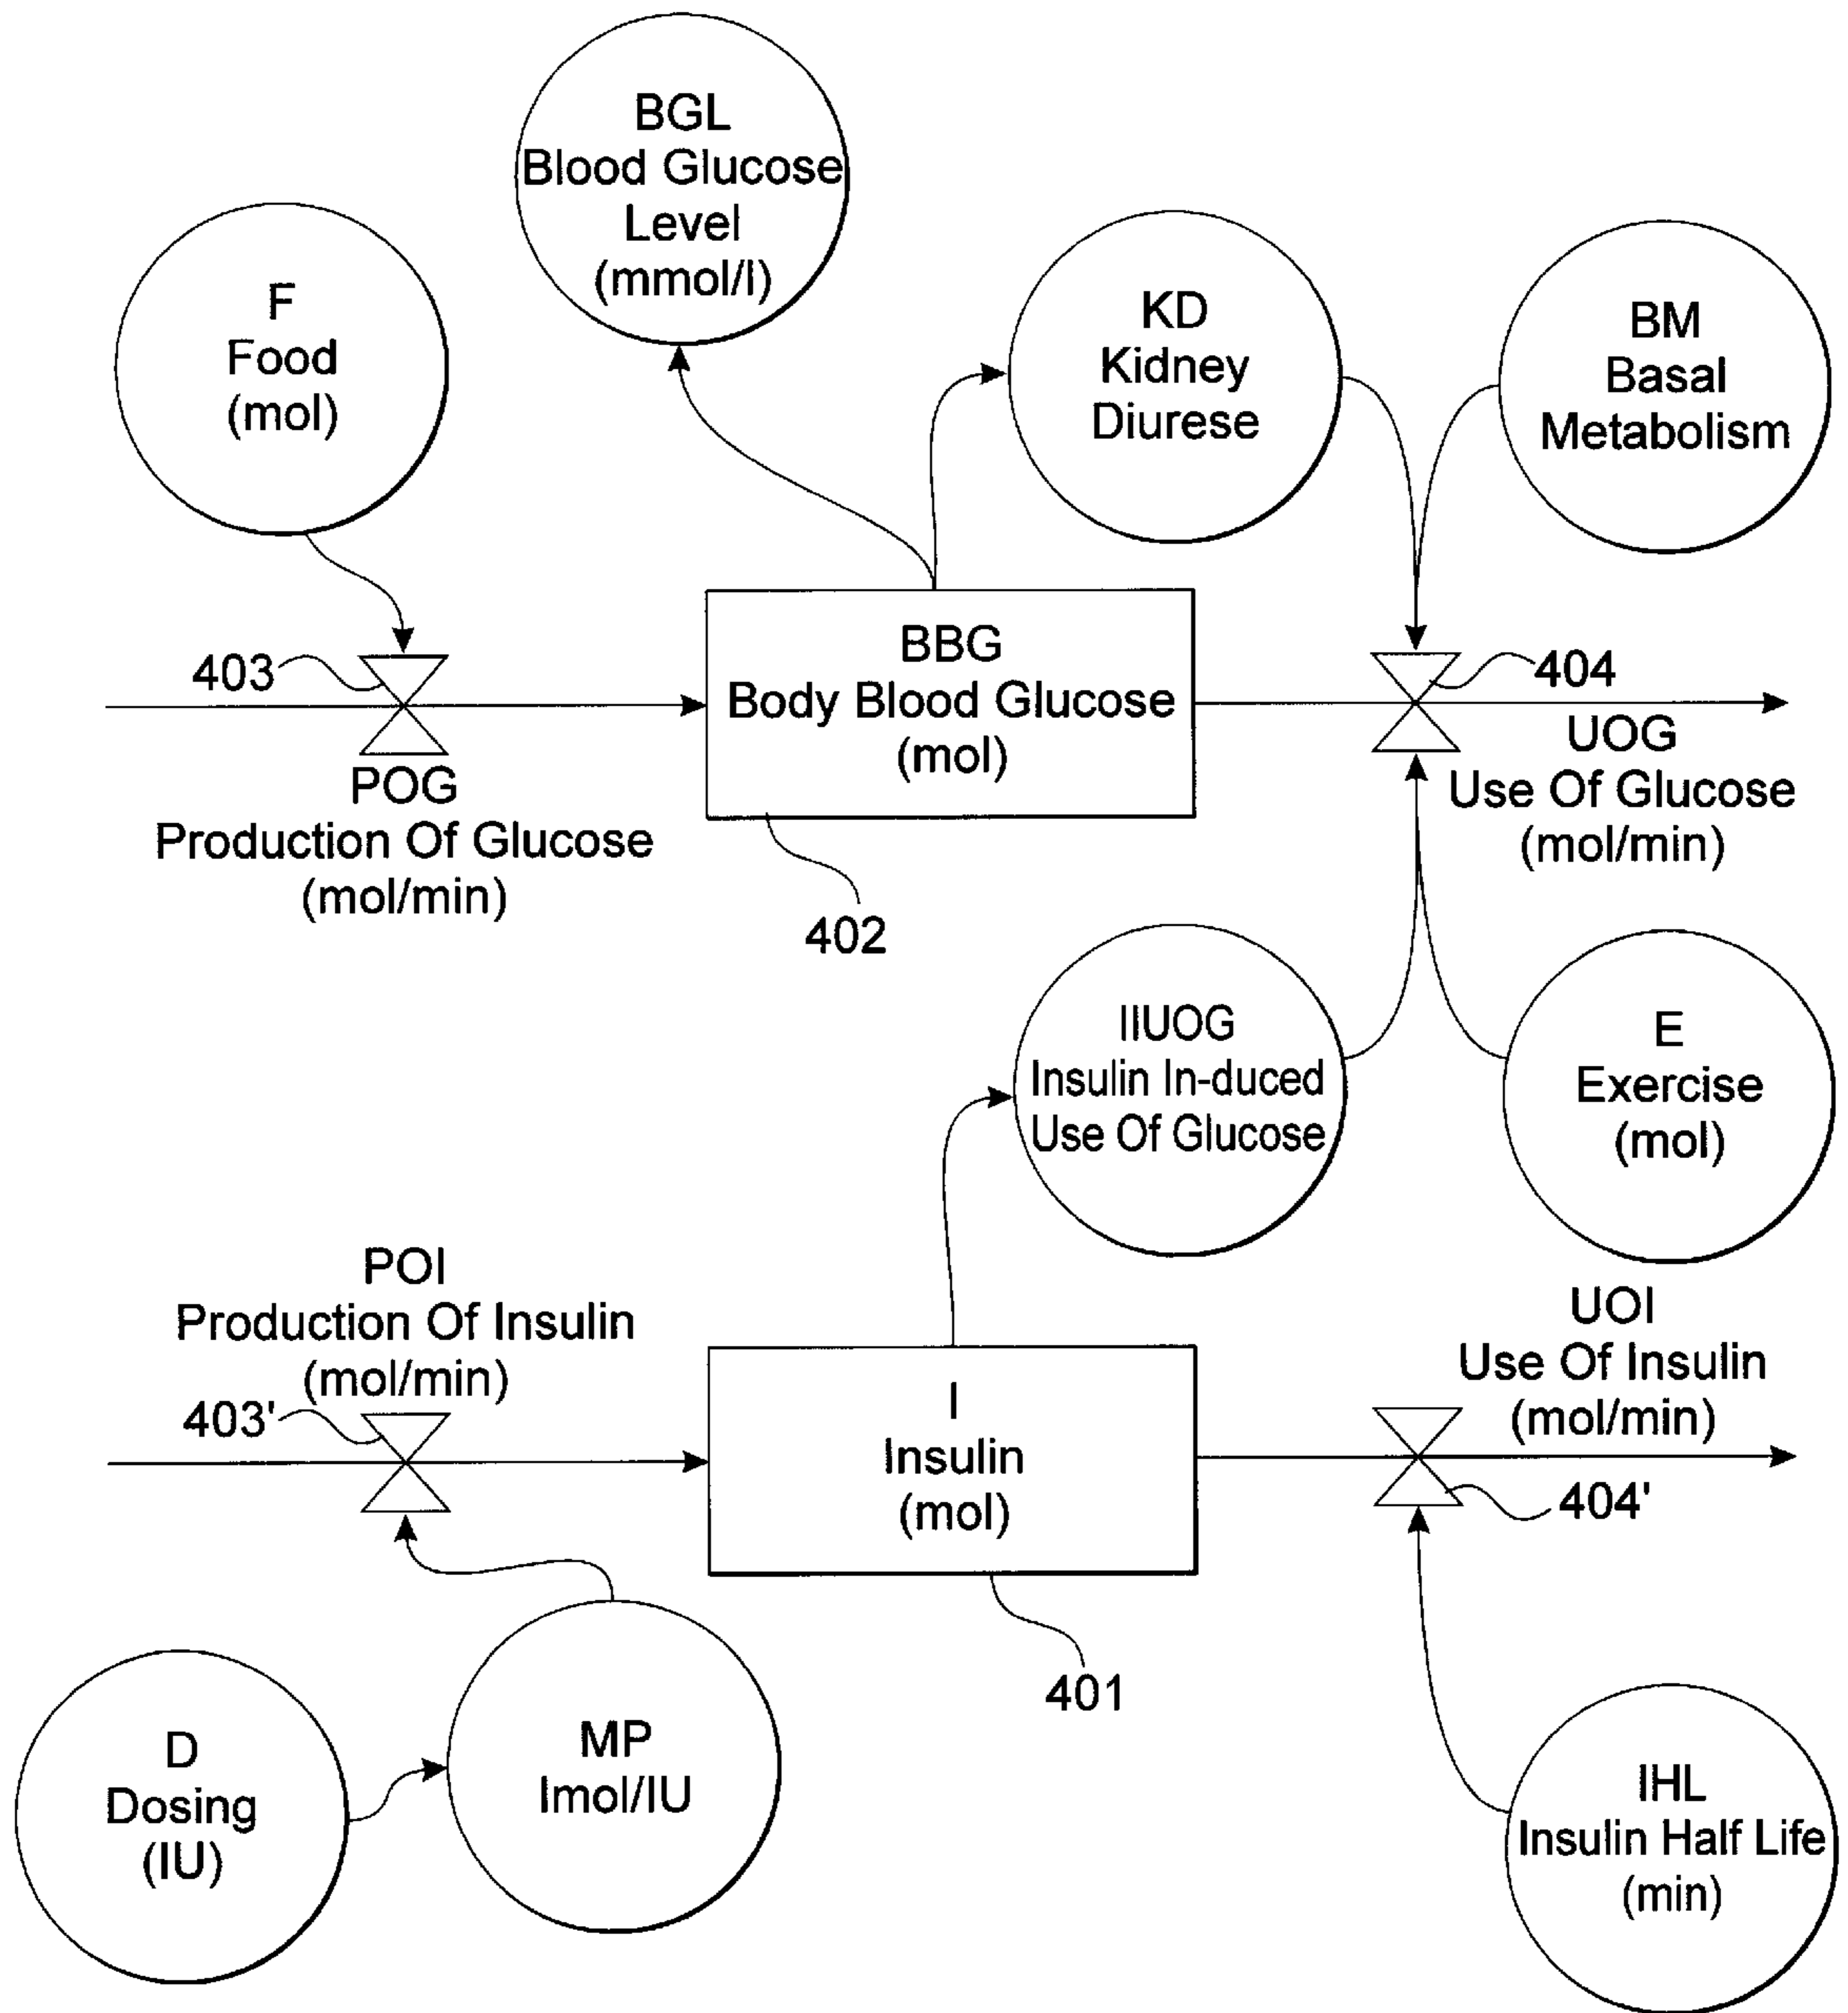 BGL
Blood Glucose
Level
(mmol/l)
F
Food
(mol)
KD
Kidney
Diurese
BM
Basal
Metabolism
403
POG
Production Of Glucose
(mol/min)
BBG
Body Blood Glucose
(mol)
402
404
UOG
Use Of Glucose
(mol/min)
IIUOG
Insulin In-duced
Use Of Glucose
E
Exercise
(mol)
POI
Production Of Insulin
(mol/min)
403'
I
Insulin
(mol)
401
UOI
Use Of Insulin
(mol/min)
404'
D
Dosing
(IU)
MP
Imol/IU
IHL
Insulin Half Life
(min)